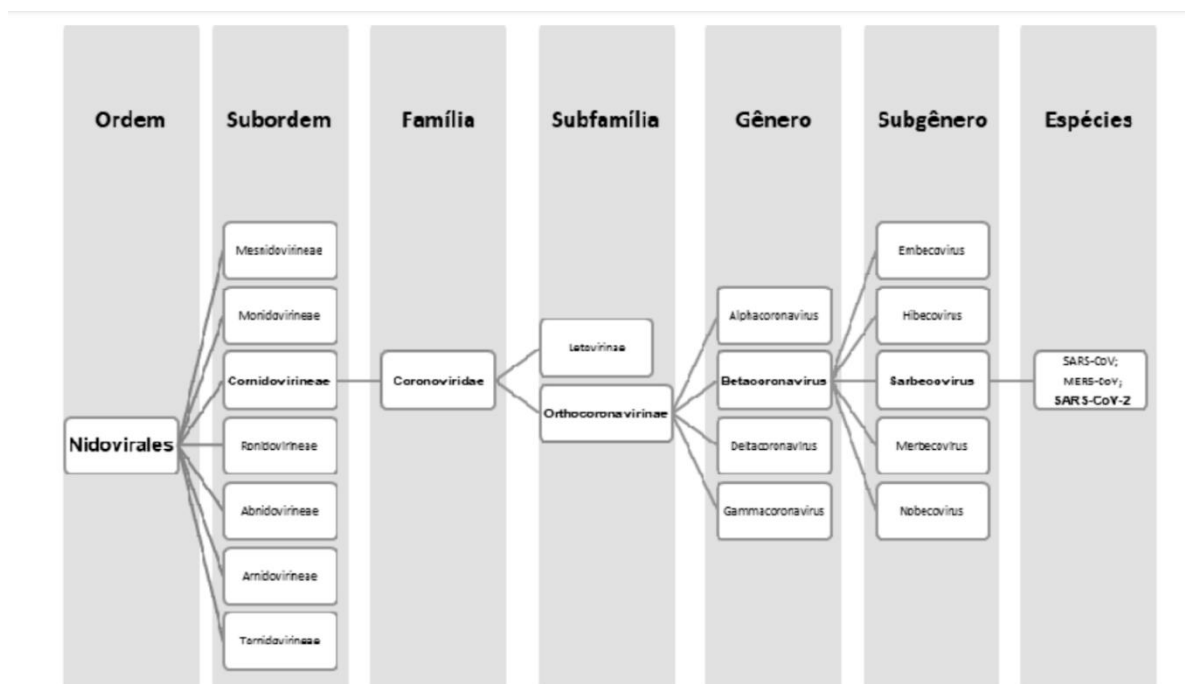 Ordem
Subordem
Família
Subfamília
Gênero
Subgênero
Espécies
Nidovirales
Mesnidovirineae
Monidovirineae
Cornidovirineae
Ronidovirineae
Abnidovirineae
Arnidovirineae
Tornidovirineae
Coronoviridae
Letovirinae
Orthocoronavirinae
Alphacoronavirus
Betacoronavirus
Deltacoronavirus
Gammacoronavirus
Embecovirus
Hibecovirus
Sarbecovirus
Merbecovirus
Nobecovirus
SARS-CoV;
MERS-CoV;
SARS-CoV-2